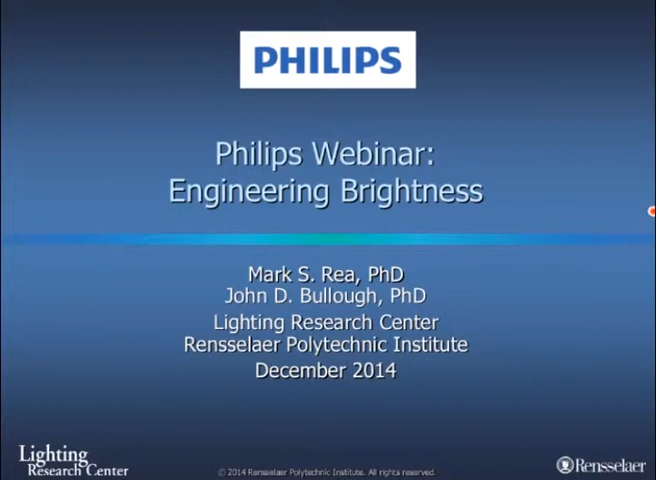 PHILIPS
Philips Webinar:
Engineering Brightness
Mark S. Rea, PhD
John D. Bullough, PhD
Lighting Research Center
Rensselaer Polytechnic Institute
December 2014
Lighting
Research Center
© 2014 Rensselaer Polytechnic Institute. All rights reserved.
Rensselaer